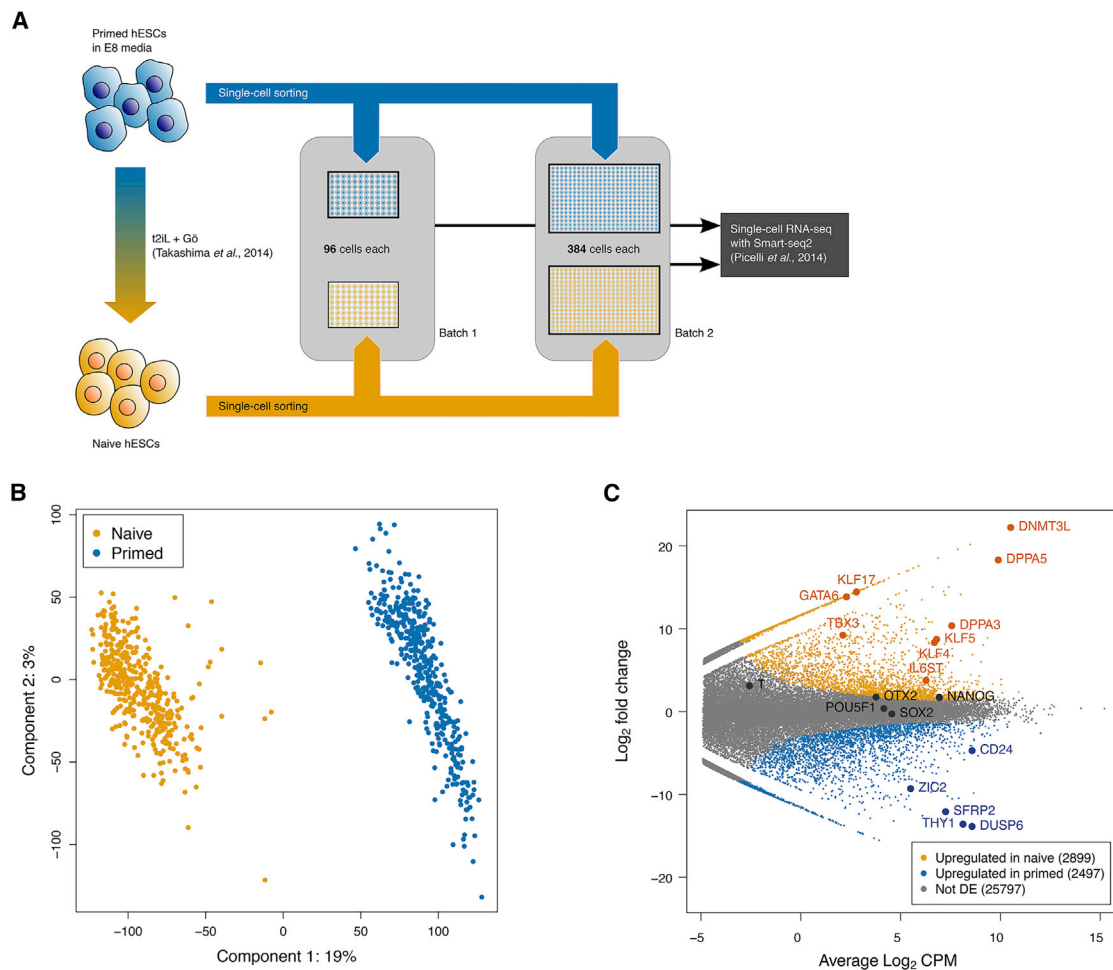 A
Primed hESCs
in E8 media
Single-cell sorting
t2iL + Gö
(Takashima et al., 2014)
96 cells each
384 cells each
Single-cell RNA-seq
with Smart-seq2
(Picelli et al., 2014)
Batch 1
Batch 2
Single-cell sorting
Naive hESCs
B
Naive
Primed
100
50
0
−50
−100
Component 2: 3%
−100
−50
0
50
100
Component 1: 19%
C
20
10
0
−10
−20
Log2 fold change
DNMT3L
DPPA5
KLF17
GATA6
TBX3
DPPA3
KLF5
KLF4
IL6ST
T
OTX2
NANOG
POU5F1
SOX2
CD24
ZIC2
SFRP2
THY1
DUSP6
Upregulated in naive (2899)
Upregulated in primed (2497)
Not DE (25797)
−5
0
5
10
15
Average Log2 CPM